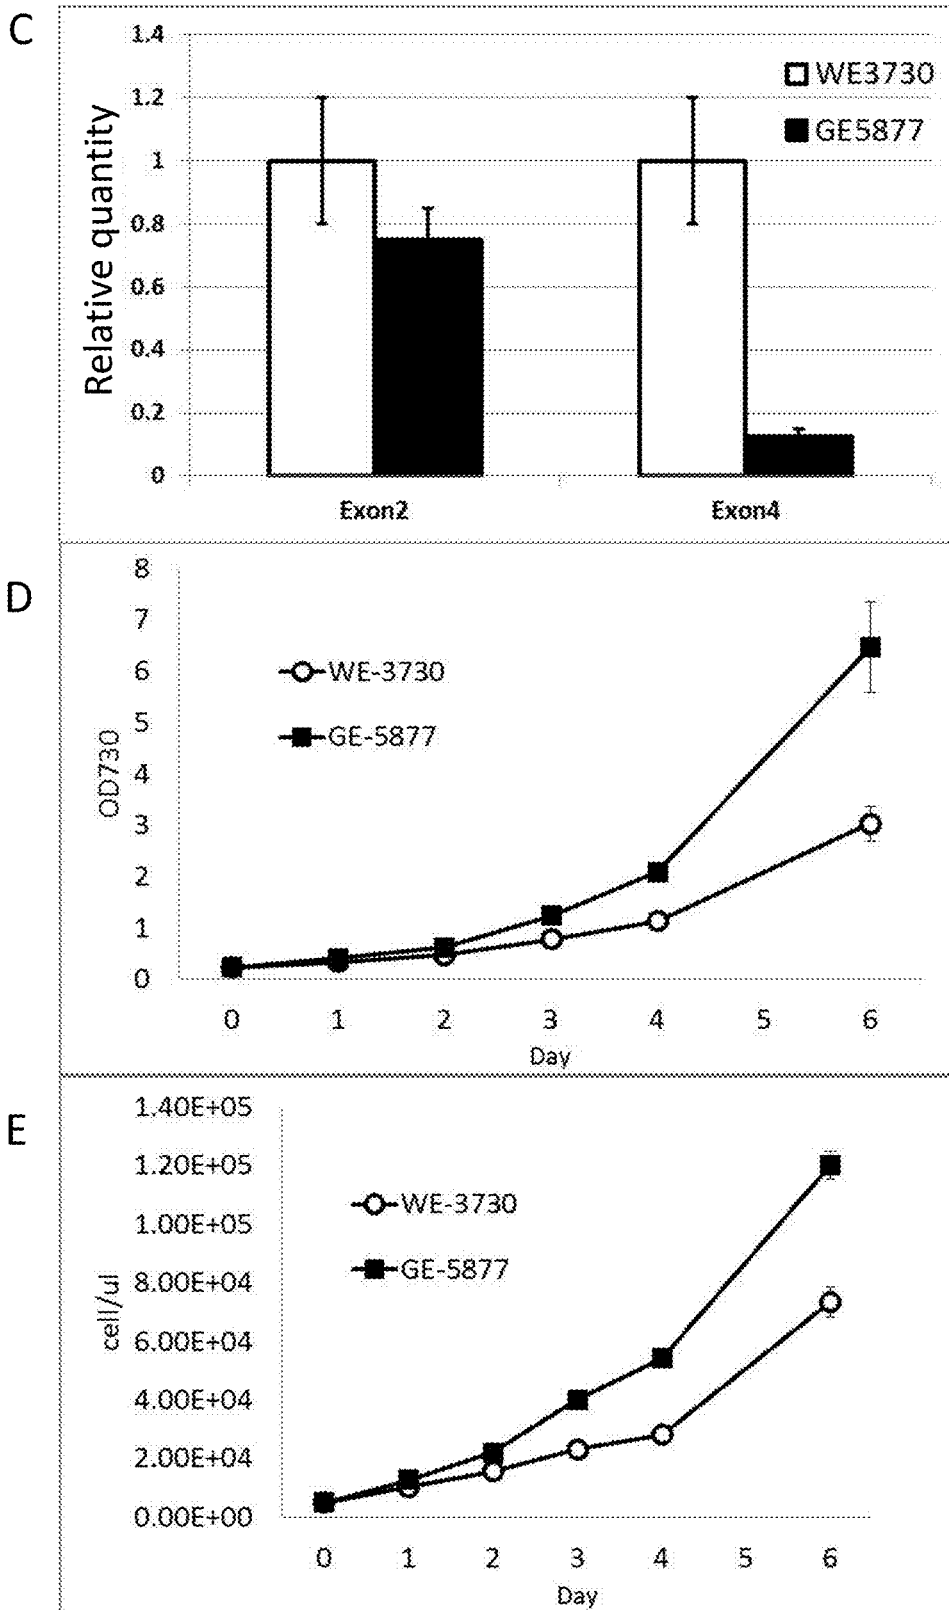 C
1.4
1.2
1
0.8
0.6
0.4
0.2
0
Relative quantity
WE3730
GE5877
Exon2 Exon4
D
8
7
6
5
4
3
2
1
0
OD730
WE-3730
GE-5877
0 1 2 3 4 5 6
Day
E
1.40E+05
1.20E+05
1.00E+05
8.00E+04
6.00E+04
4.00E+04
2.00E+04
0.00E+00
cell/ul
WE-3730
GE-5877
0 1 2 3 4 5 6
Day